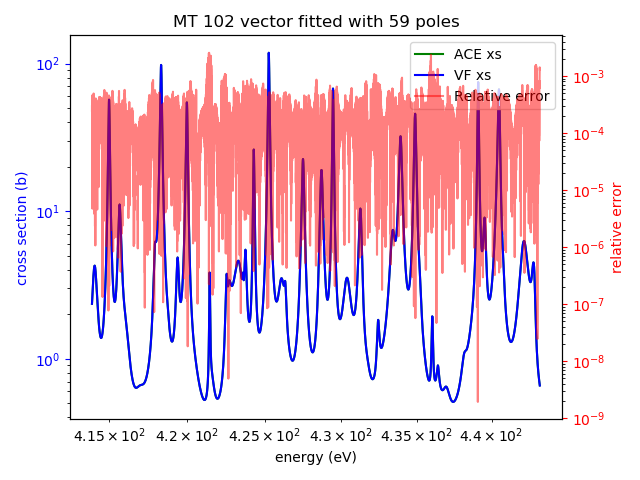 MT 102 vector fitted with 59 poles
ACE xs
VF xs
Relative error
cross section (b)
10²
10¹
10⁰
relative error
10⁻³
10⁻⁴
10⁻⁵
10⁻⁶
10⁻⁷
10⁻⁸
10⁻⁹
4.15 × 10² 4.2 × 10² 4.25 × 10² 4.3 × 10² 4.35 × 10² 4.4 × 10²
energy (eV)